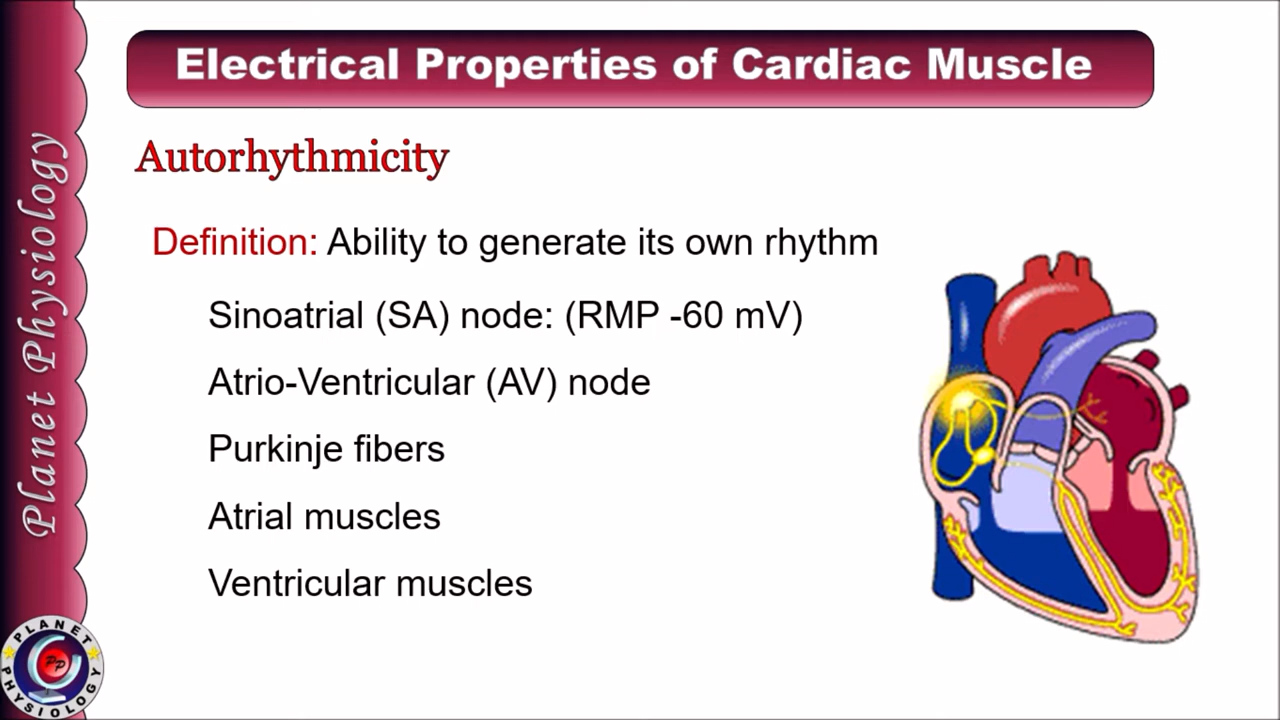 Electrical Properties of Cardiac Muscle
Autorhythmicity
Definition: Ability to generate its own rhythm
Sinoatrial (SA) node: (RMP -60 mV)
Atrio-Ventricular (AV) node
Purkinje fibers
Atrial muscles
Ventricular muscles
Planet Physiology
PLANET
PP
PHYSIOLOGY